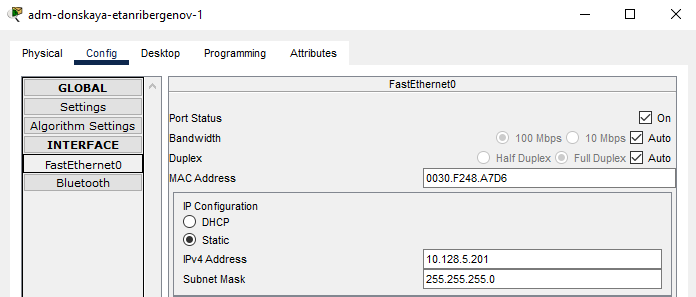 adm-donskaya-etanribergenov-1
Physical Config Desktop Programming Attributes
GLOBAL
Settings
Algorithm Settings
INTERFACE
FastEthernet0
Bluetooth
FastEthernet0
Port Status On
Bandwidth 100 Mbps 10 Mbps Auto
Duplex Half Duplex Full Duplex Auto
MAC Address 0030.F248.A7D6
IP Configuration
DHCP
Static
IPv4 Address 10.128.5.201
Subnet Mask 255.255.255.0